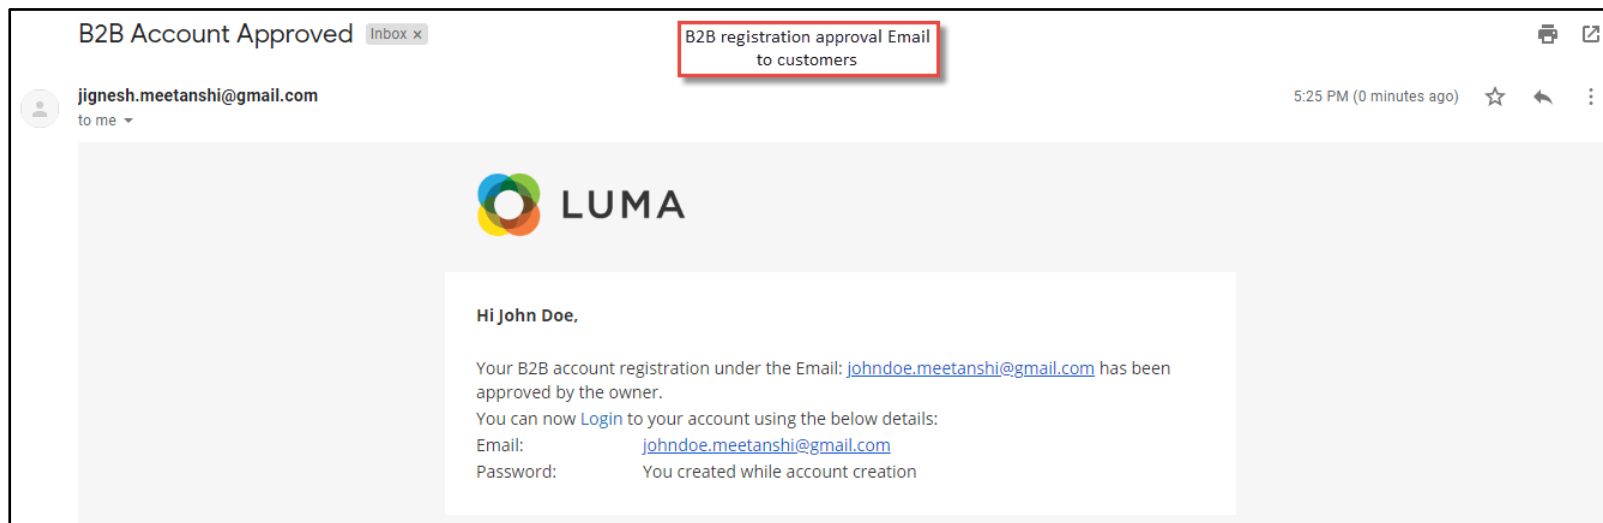 B2B Account Approved Inbox x
B2B registration approval Email
to customers
jignesh.meetanshi@gmail.com
5:25 PM (0 minutes ago)
to me
LUMA
Hi John Doe,
Your B2B account registration under the Email: johndoe.meetanshi@gmail.com has been
approved by the owner.
You can now Login to your account using the below details:
Email: johndoe.meetanshi@gmail.com
Password: You created while account creation